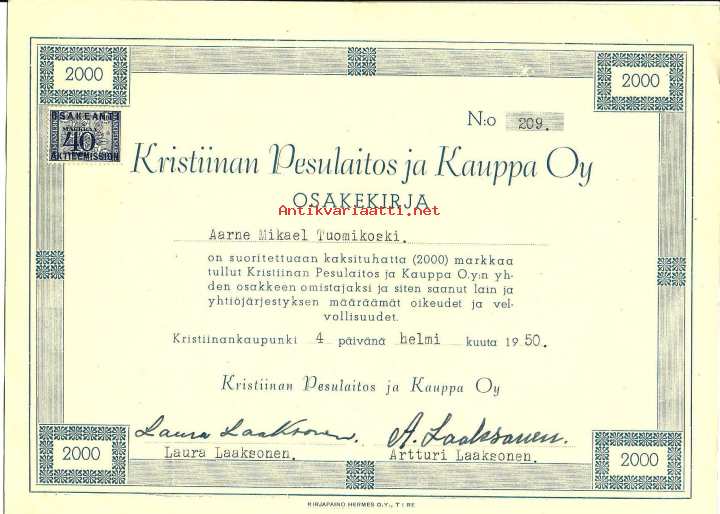 2000
2000
OSAKEANTI
MARKKAA
40
AKTIEEMISSION
N:o 209.
Kristiinan Pesulaitos ja Kauppa Oy
OSAKEKIRJA
Antikvariaatti.net
Aarne Mikael Tuomikoski.
on suoritettuaan kaksituhatta (2000) markkaa
tullut Kristiinan Pesulaitos ja Kauppa O.y:n yh-
den osakkeen omistajaksi ja siten saanut lain ja
yhtiöjärjestyksen määräämät oikeudet ja vel-
vollisuudet.
Kristiinankaupunki 4 päivänä helmi kuuta 1950.
Kristiinan Pesulaitos ja Kauppa Oy
Laura Laaksonen. A. Laaksonen.
Laura Laaksonen. Artturi Laaksonen.
2000
2000
KIRJAPAINO HERMES O.Y.,